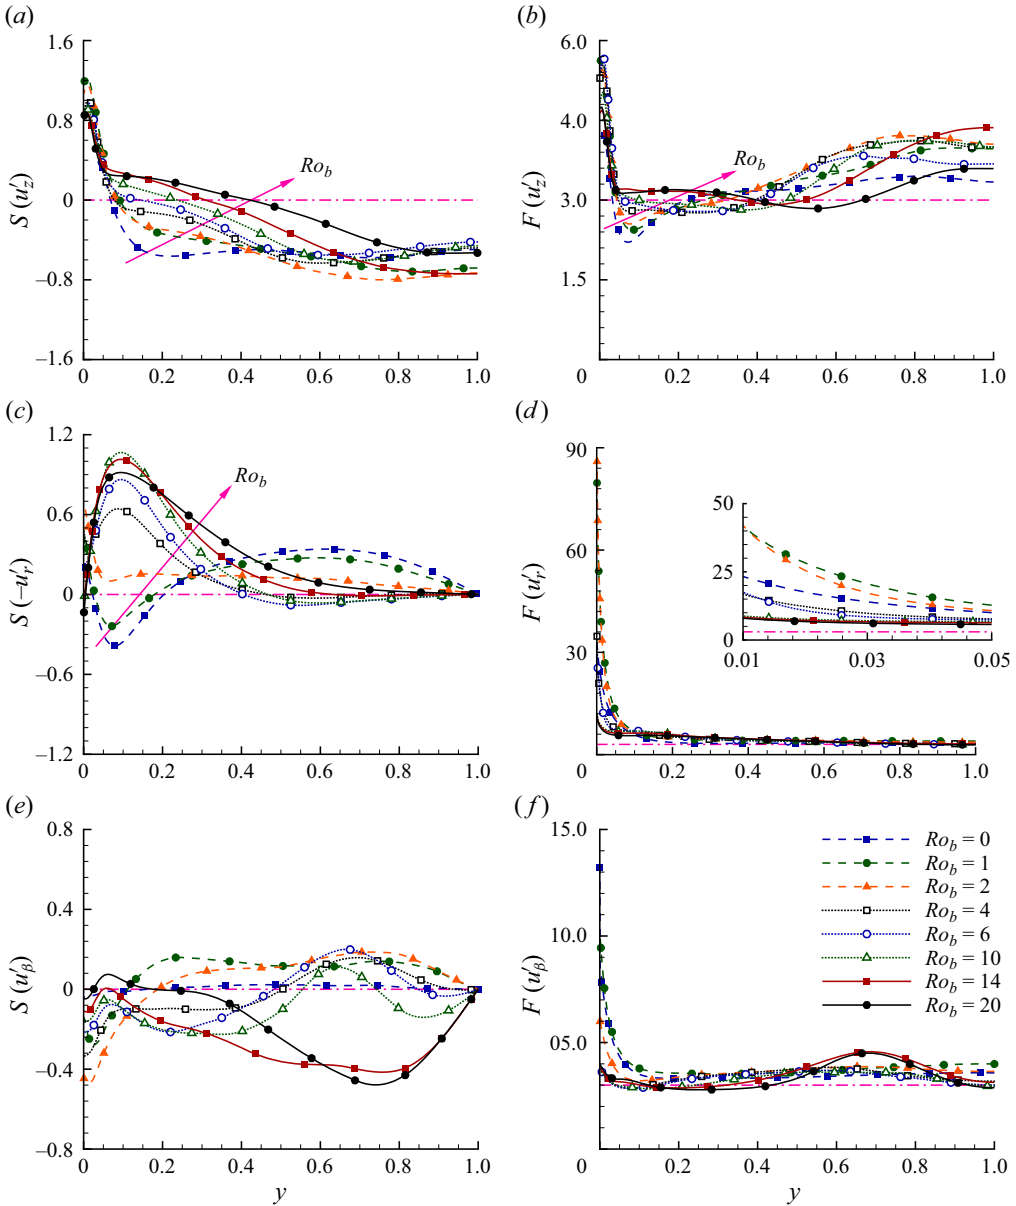 (a)
S (u′z)
1.6
0.8
0
–0.8
–1.6
Rob
0 0.2 0.4 0.6 0.8 1.0
(b)
F (u′z)
6.0
4.0
3.0
1.5
Rob
0 0.2 0.4 0.6 0.8 1.0
(c)
S (–u′r)
1.2
0.6
0
–0.6
–1.2
Rob
0 0.2 0.4 0.6 0.8 1.0
(d)
F (u′r)
90
60
30
0 0.2 0.4 0.6 0.8 1.0
50
25
0
0.01 0.03 0.05
(e)
S (u′β)
0.8
0.4
0
–0.4
–0.8
0 0.2 0.4 0.6 0.8 1.0
y
(f)
F (u′β)
15.0
10.0
05.0
0 0.2 0.4 0.6 0.8 1.0
y
Rob = 0
Rob = 1
Rob = 2
Rob = 4
Rob = 6
Rob = 10
Rob = 14
Rob = 20